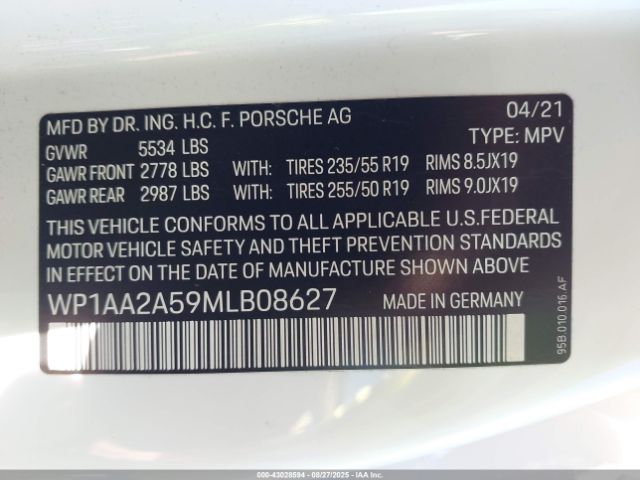 MFD BY DR. ING. H.C. F. PORSCHE AG 04/21
GVWR 5534 LBS TYPE: MPV
GAWR FRONT 2778 LBS WITH: TIRES 235/55 R19 RIMS 8.5JX19
GAWR REAR 2987 LBS WITH: TIRES 255/50 R19 RIMS 9.0JX19
THIS VEHICLE CONFORMS TO ALL APPLICABLE U.S.FEDERAL
MOTOR VEHICLE SAFETY AND THEFT PREVENTION STANDARDS
IN EFFECT ON THE DATE OF MANUFACTURE SHOWN ABOVE.
WP1AA2A59MLB08627 MADE IN GERMANY
95B.010.016.AF
000-43028594 - 08/27/2025 - IAAI.COM